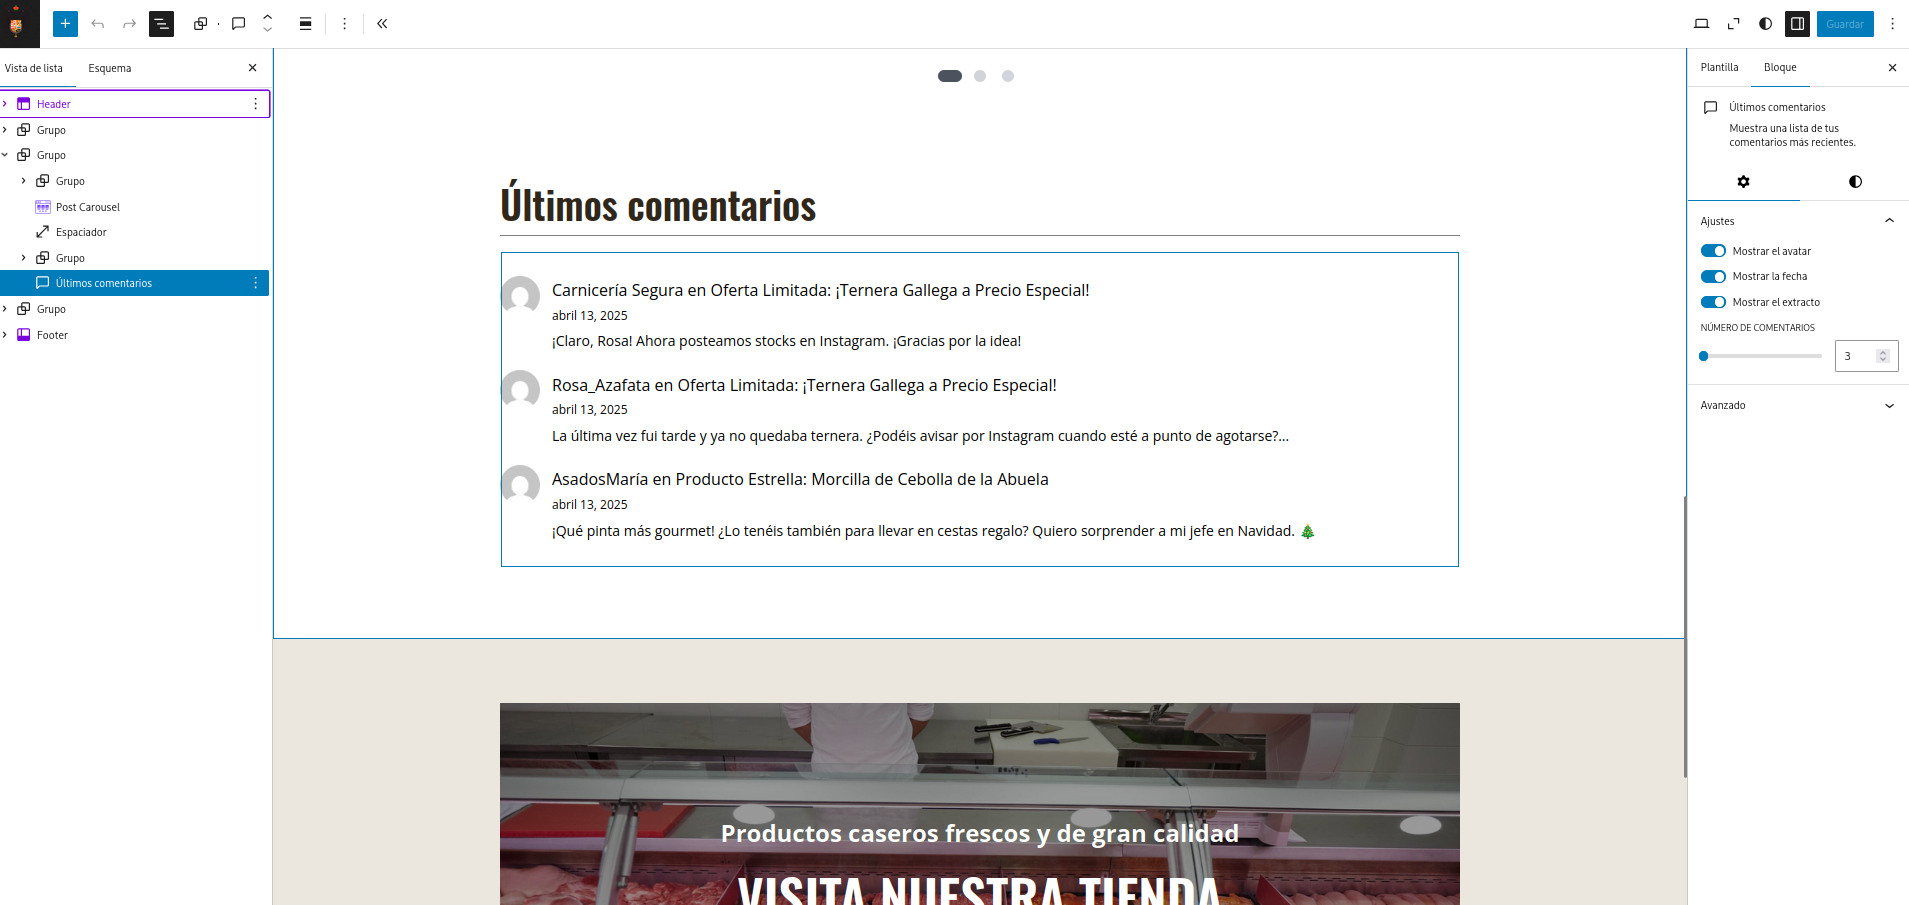 Guardar
Vista de lista
Esquema
Header
Grupo
Grupo
Grupo
Post Carousel
Espaciador
Grupo
Últimos comentarios
Grupo
Footer
Últimos comentarios
Carnicería Segura en Oferta Limitada: ¡Ternera Gallega a Precio Especial!
abril 13, 2025
¡Claro, Rosa! Ahora posteamos stocks en Instagram. ¡Gracias por la idea!
Rosa_Azafata en Oferta Limitada: ¡Ternera Gallega a Precio Especial!
abril 13, 2025
La última vez fui tarde y ya no quedaba ternera. ¿Podéis avisar por Instagram cuando esté a punto de agotarse?…
AsadosMaría en Producto Estrella: Morcilla de Cebolla de la Abuela
abril 13, 2025
¡Qué pinta más gourmet! ¿Lo tenéis también para llevar en cestas regalo? Quiero sorprender a mi jefe en Navidad. 🎄
Productos caseros frescos y de gran calidad
VISITA NUESTRA TIENDA
Plantilla
Bloque
Últimos comentarios
Muestra una lista de tus
comentarios más recientes.
Ajustes
Mostrar el avatar
Mostrar la fecha
Mostrar el extracto
NÚMERO DE COMENTARIOS
3
Avanzado